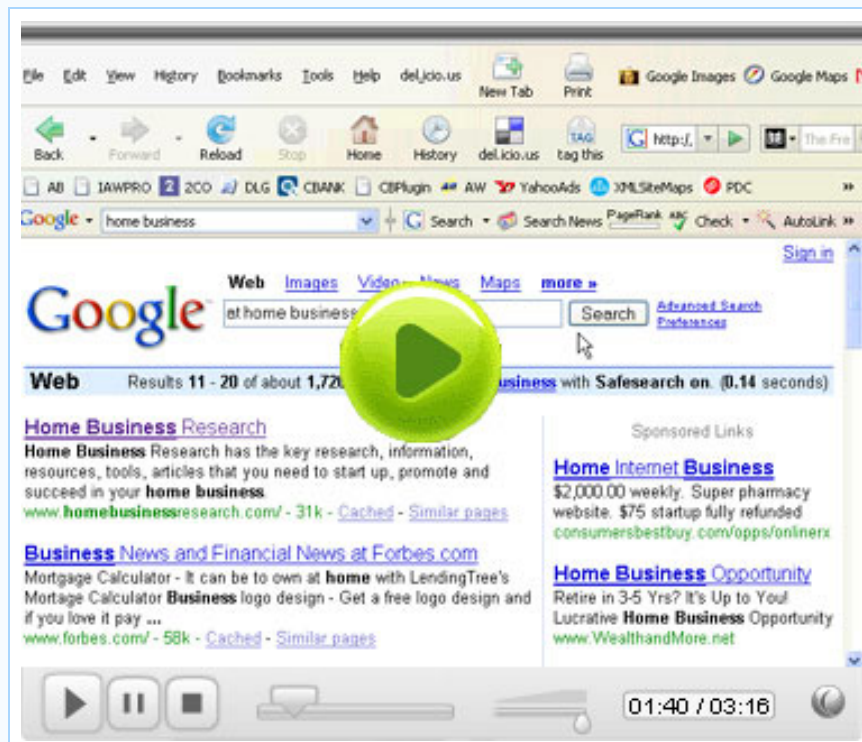 File Edit View History Bookmarks Tools Help del.icio.us New Tab Print Google Images Google Maps
Back Forward Reload Stop Home History del.icio.us tag this http:/, The Fre
AB IAWPRO 2 2CO DLG CBANK CBPlugin AW YahooAds XMLSiteMaps PDC »
Google home business Search Search News PageRank ABC Check AutoLink »
Sign in
Web Images Video News Maps more »
Google at home business Search Advanced Search
Preferences
Web Results 11 - 20 of about 1,720 usiness with Safesearch on. (0.14 seconds)
Home Business Research
Home Business Research has the key research, information,
resources, tools, articles that you need to start up, promote and
succeed in your home business
www.homebusinessresearch.com/ - 31k - Cached - Similar pages
Business News and Financial News at Forbes.com
Mortgage Calculator - It can be to own at home with LendingTree's
Mortage Calculator Business logo design - Get a free logo design and
if you love it pay ...
www.forbes.com/ - 58k - Cached - Similar pages
Sponsored Links
Home Internet Business
$2,000.00 weekly. Super pharmacy
website. $75 startup fully refunded
consumersbestbuy.com/opps/onlinerx
Home Business Opportunity
Retire in 3-5 Yrs? It's Up to You!
Lucrative Home Business Opportunity
www.WealthandMore.net
01:40 / 03:16